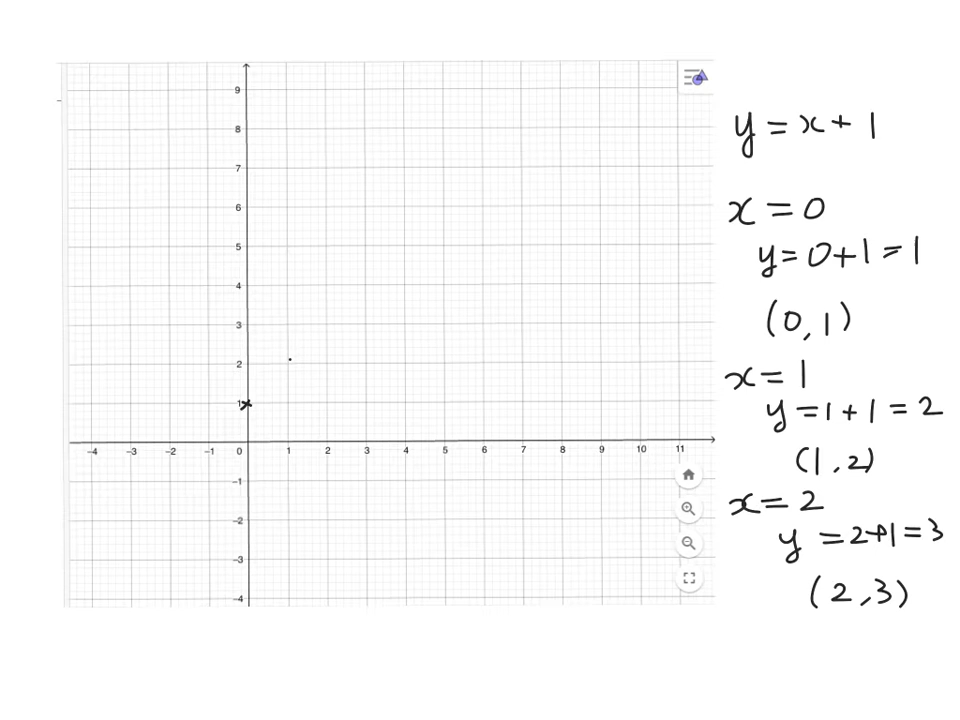 9
8
7
6
5
4
3
2
1
-4 -3 -2 -1 0 1 2 3 4 5 6 7 8 9 10 11
-1
-2
-3
-4
y = x + 1
x = 0
y = 0 + 1 = 1
(0, 1)
x = 1
y = 1 + 1 = 2
(1, 2)
x = 2
y = 2 + 1 = 3
(2, 3)